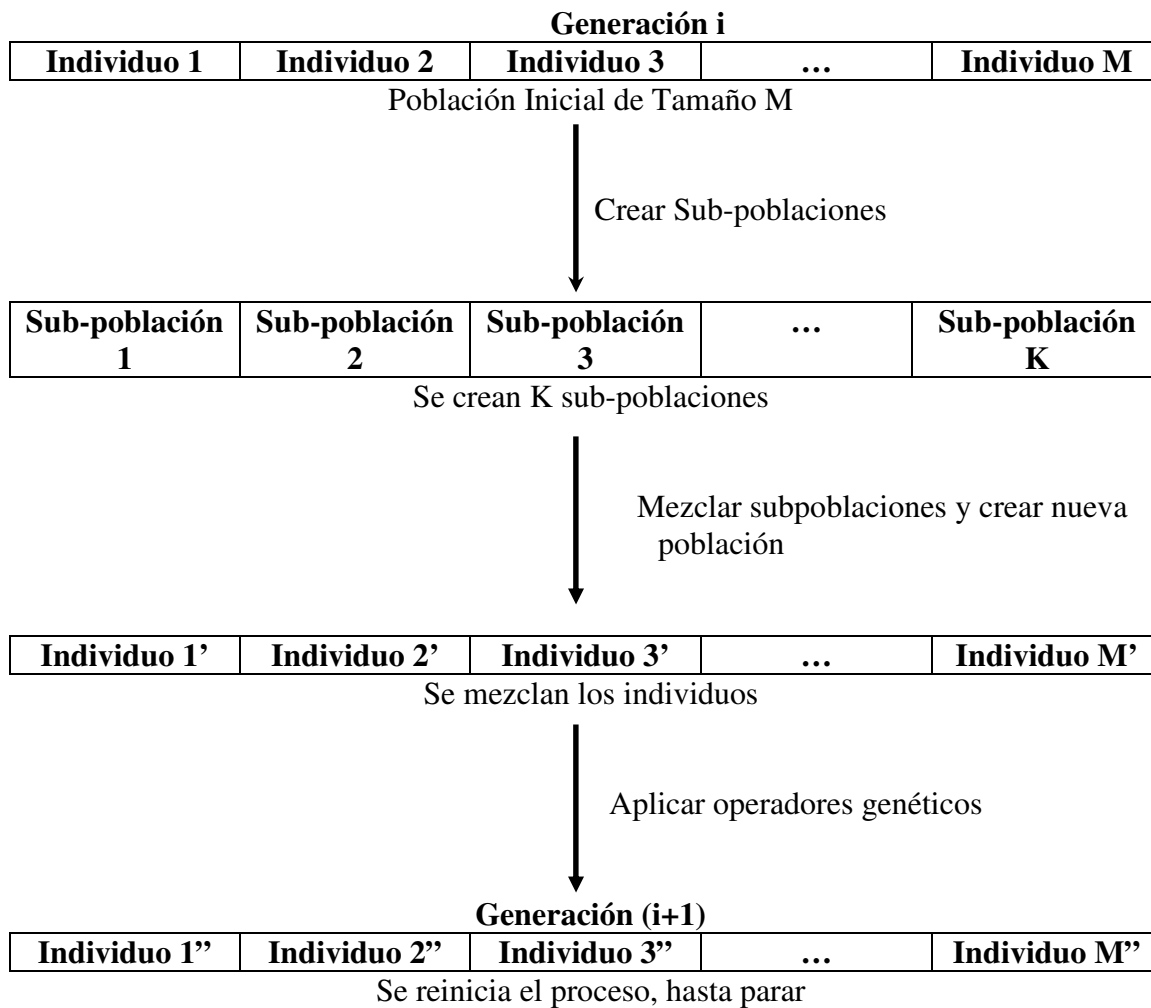 Generación i
Individuo 1 Individuo 2 Individuo 3 … Individuo M
Población Inicial de Tamaño M
Crear Sub-poblaciones
Sub-población Sub-población Sub-población … Sub-población
1 2 3 K
Se crean K sub-poblaciones
Mezclar subpoblaciones y crear nueva
población
Individuo 1’ Individuo 2’ Individuo 3’ … Individuo M’
Se mezclan los individuos
Aplicar operadores genéticos
Generación (i+1)
Individuo 1” Individuo 2” Individuo 3” … Individuo M”
Se reinicia el proceso, hasta parar